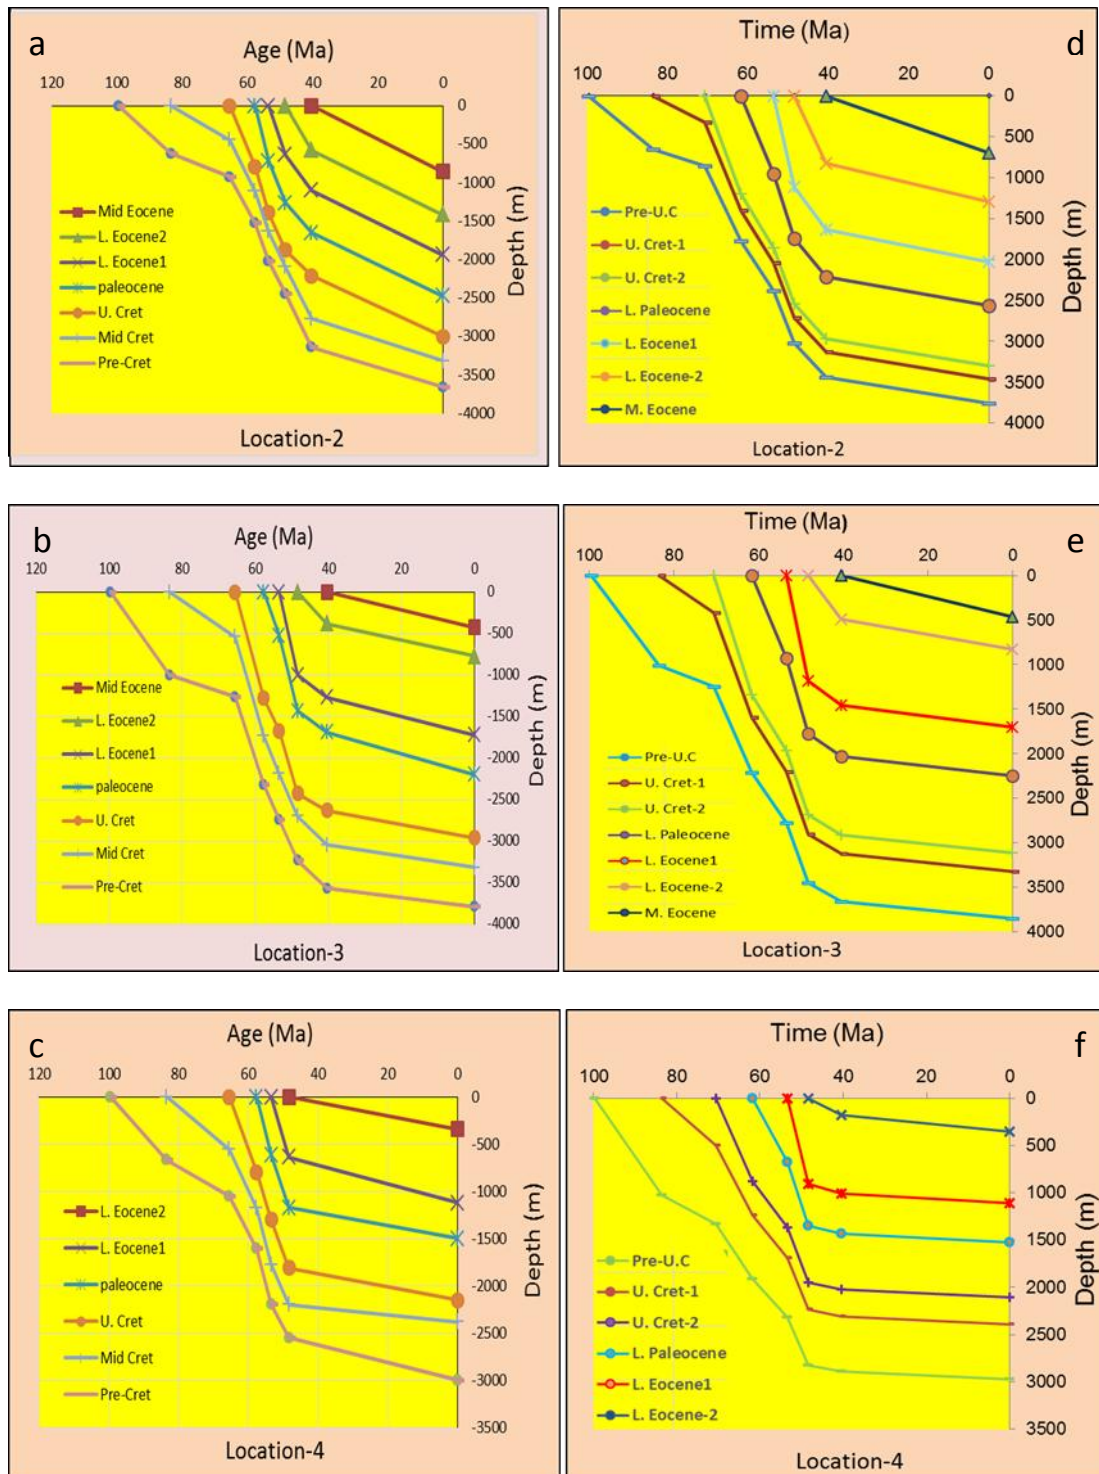 a
Age (Ma)
120 100 80 60 40 20 0
0
-500
-1000
-1500
-2000
-2500
-3000
-3500
-4000
Depth (m)
Mid Eocene
L. Eocene2
L. Eocene1
paleocene
U. Cret
Mid Cret
Pre-Cret
Location-2
d
Time (Ma)
100 80 60 40 20 0
0
500
1000
1500
2000
2500
3000
3500
4000
Depth (m)
Pre-U.C
U. Cret-1
U. Cret-2
L. Paleocene
L. Eocene1
L. Eocene-2
M. Eocene
Location-2
b
Age (Ma)
120 100 80 60 40 20 0
0
-500
-1000
-1500
-2000
-2500
-3000
-3500
-4000
Depth (m)
Mid Eocene
L. Eocene2
L. Eocene1
paleocene
U. Cret
Mid Cret
Pre-Cret
Location-3
e
Time (Ma)
100 80 60 40 20 0
0
500
1000
1500
2000
2500
3000
3500
4000
Depth (m)
Pre-U.C
U. Cret-1
U. Cret-2
L. Paleocene
L. Eocene1
L. Eocene-2
M. Eocene
Location-3
c
Age (Ma)
120 100 80 60 40 20 0
0
-500
-1000
-1500
-2000
-2500
-3000
-3500
Depth (m)
L. Eocene2
L. Eocene1
paleocene
U. Cret
Mid Cret
Pre-Cret
Location-4
f
Time (Ma)
100 80 60 40 20 0
0
500
1000
1500
2000
2500
3000
3500
Depth (m)
Pre-U.C
U. Cret-1
U. Cret-2
L. Paleocene
L. Eocene1
L. Eocene-2
Location-4